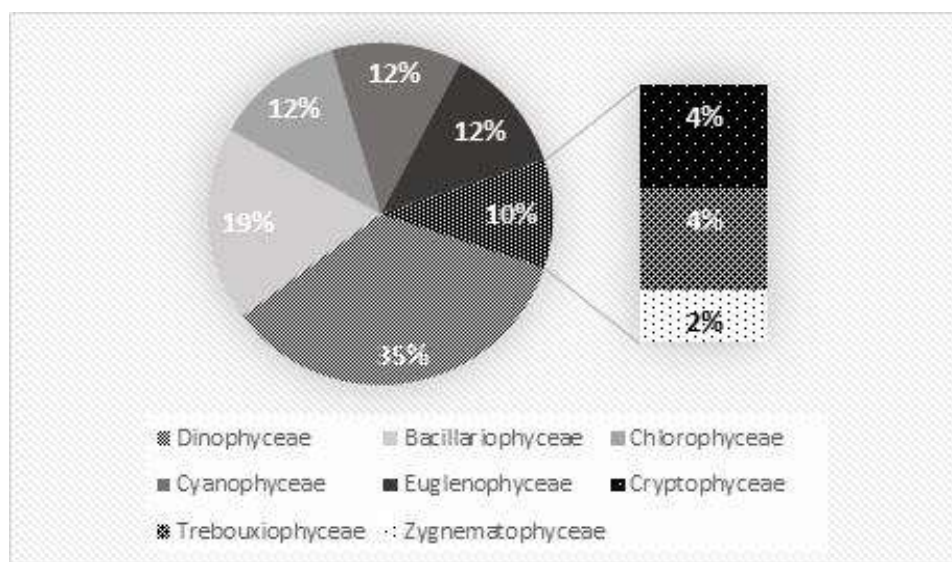 12%
12%
12%
19%
10%
35%
4%
4%
2%
Dinophyceae
Bacillariophyceae
Chlorophyceae
Cyanophyceae
Euglenophyceae
Cryptophyceae
Trebouxiophyceae
Zygnematophyceae